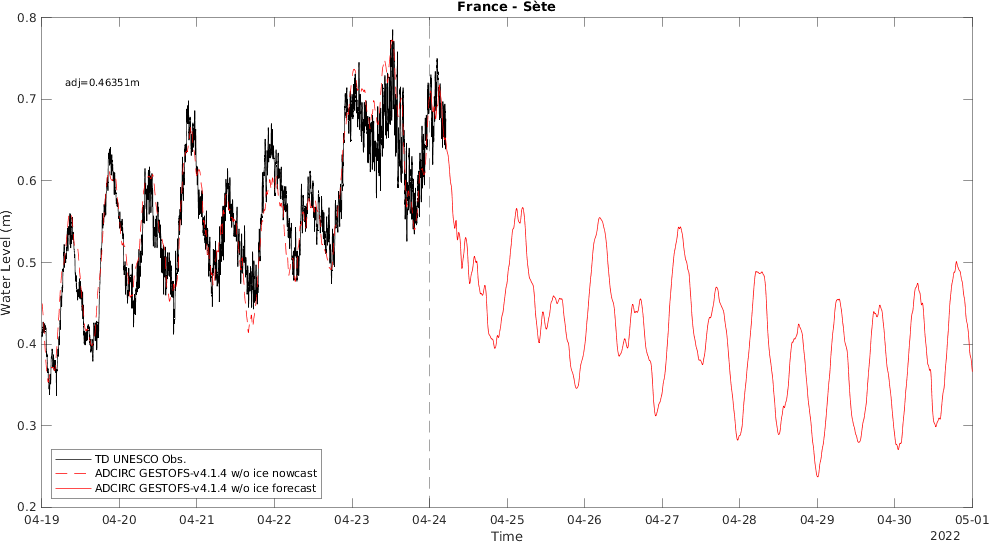 France - Sète
0.8
0.7
0.6
0.5
0.4
0.3
0.2
Water Level (m)
adj=0.46351m
TD UNESCO Obs.
ADCIRC GESTOFS-v4.1.4 w/o ice nowcast
ADCIRC GESTOFS-v4.1.4 w/o ice forecast
04-19 04-20 04-21 04-22 04-23 04-24 04-25 04-26 04-27 04-28 04-29 04-30 05-01
Time
2022